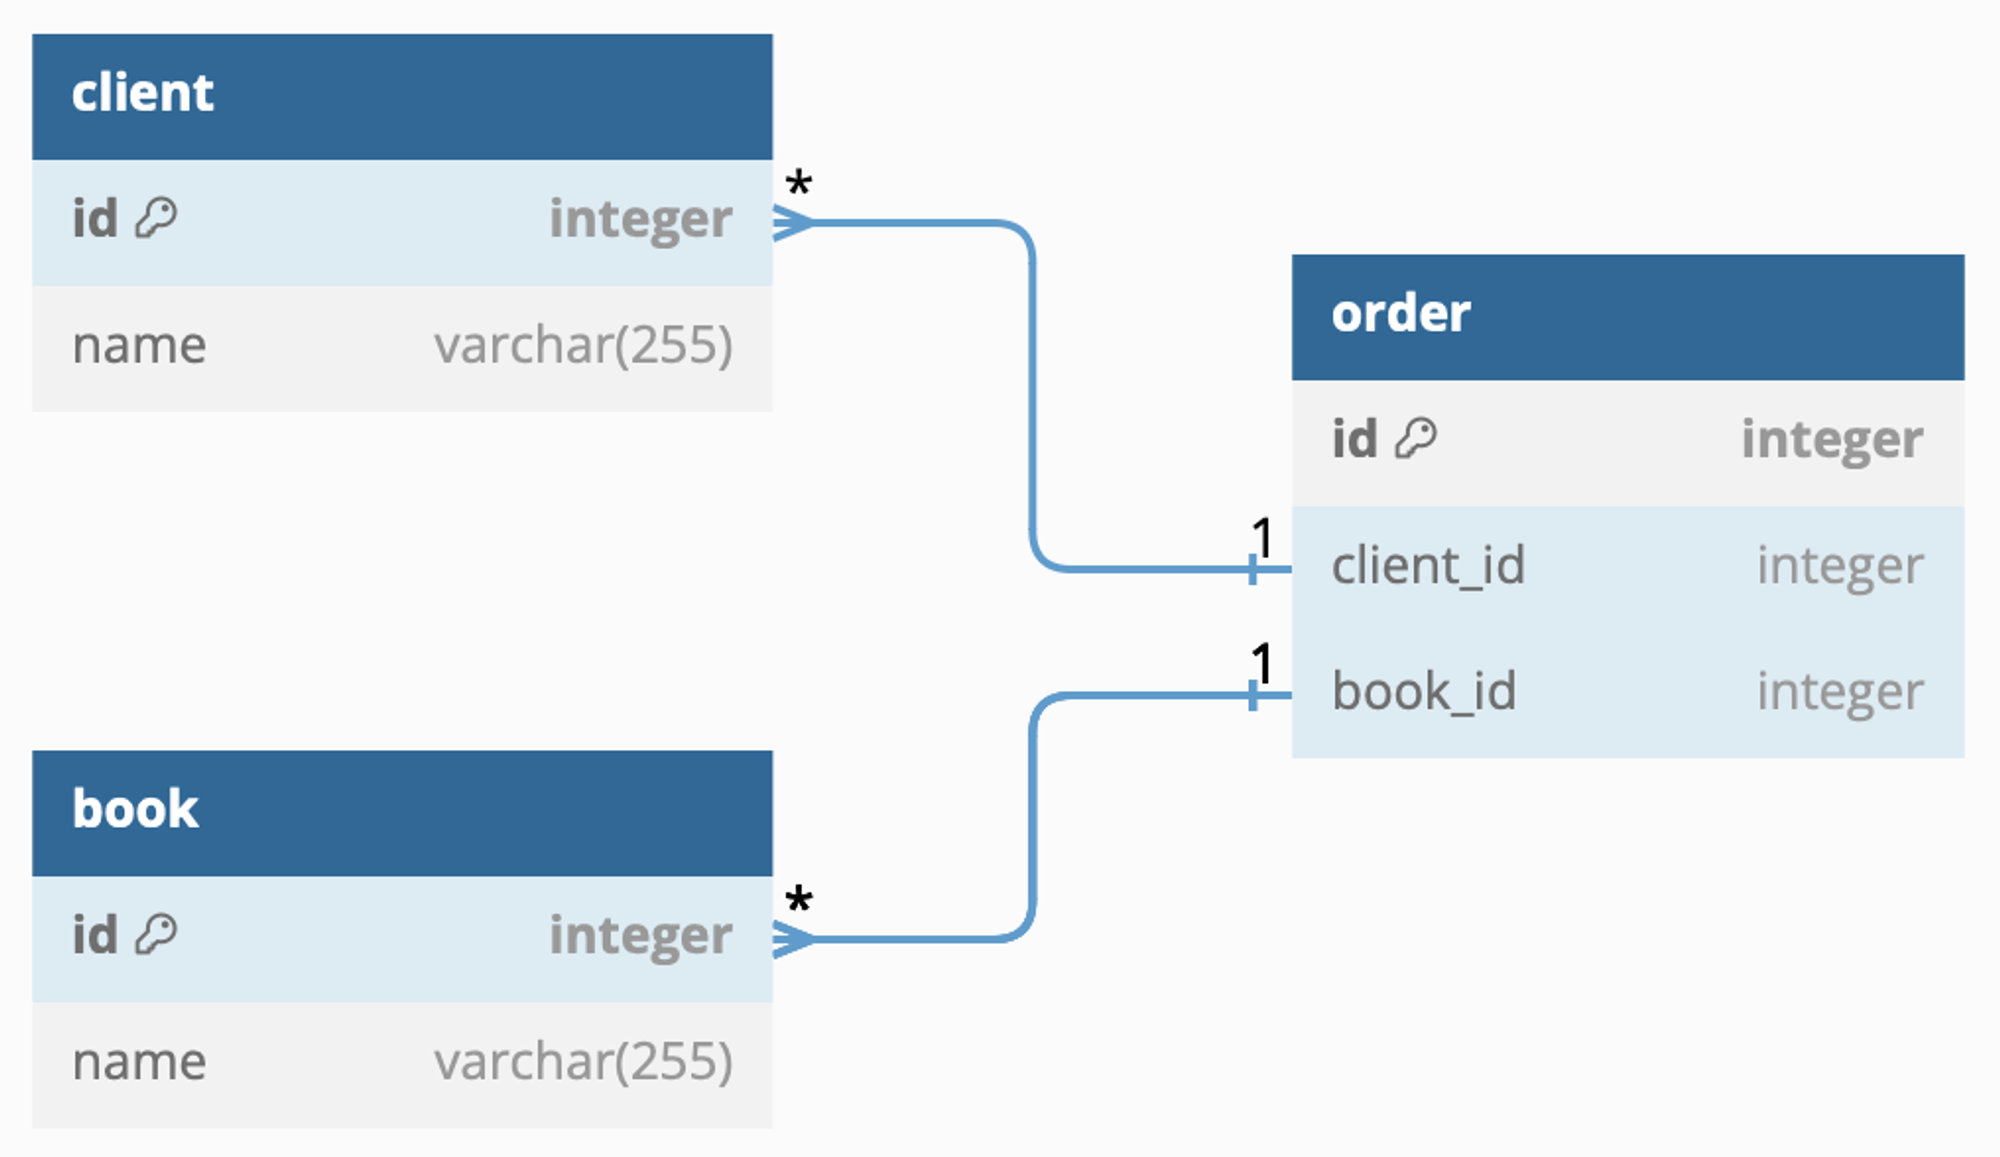 client
id integer
name varchar(255)
*
order
id integer
1
client_id integer
1
book_id integer
book
id integer
*
name varchar(255)